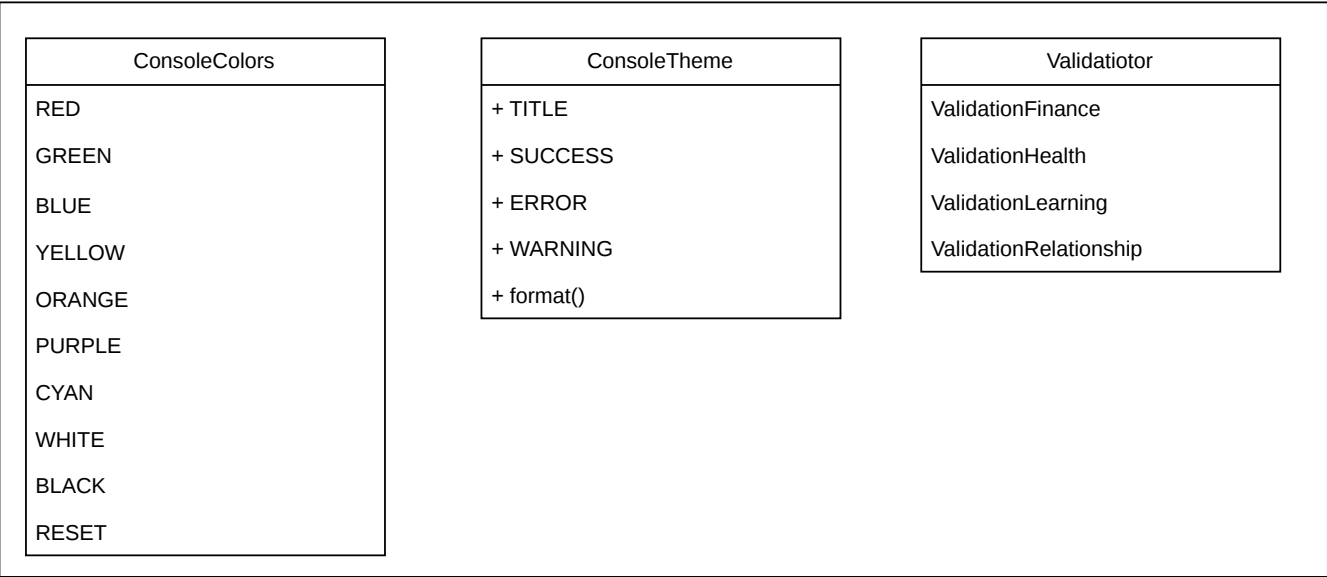 ConsoleColors
RED
GREEN
BLUE
YELLOW
ORANGE
PURPLE
CYAN
WHITE
BLACK
RESET
ConsoleTheme
+ TITLE
+ SUCCESS
+ ERROR
+ WARNING
+ format()
Validatiotor
ValidationFinance
ValidationHealth
ValidationLearning
ValidationRelationship